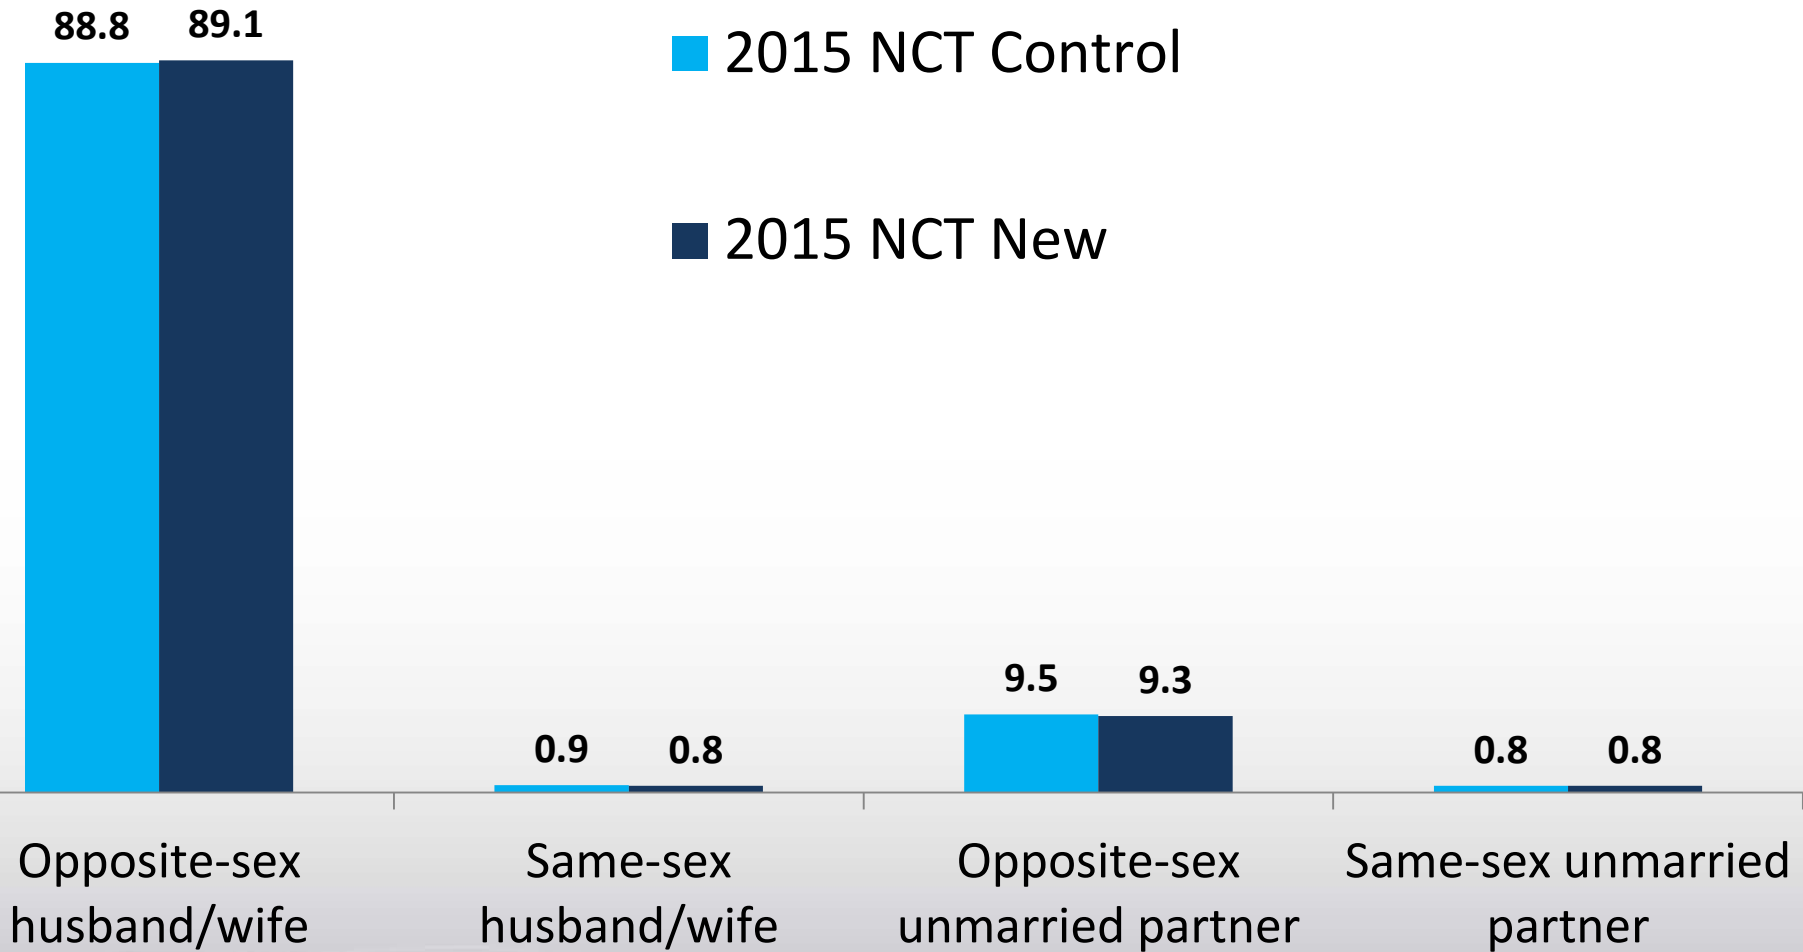 88.8 89.1
2015 NCT Control
2015 NCT New
9.5 9.3
0.9 0.8
0.8 0.8
Opposite-sex
husband/wife
Same-sex
husband/wife
Opposite-sex
unmarried partner
Same-sex unmarried
partner